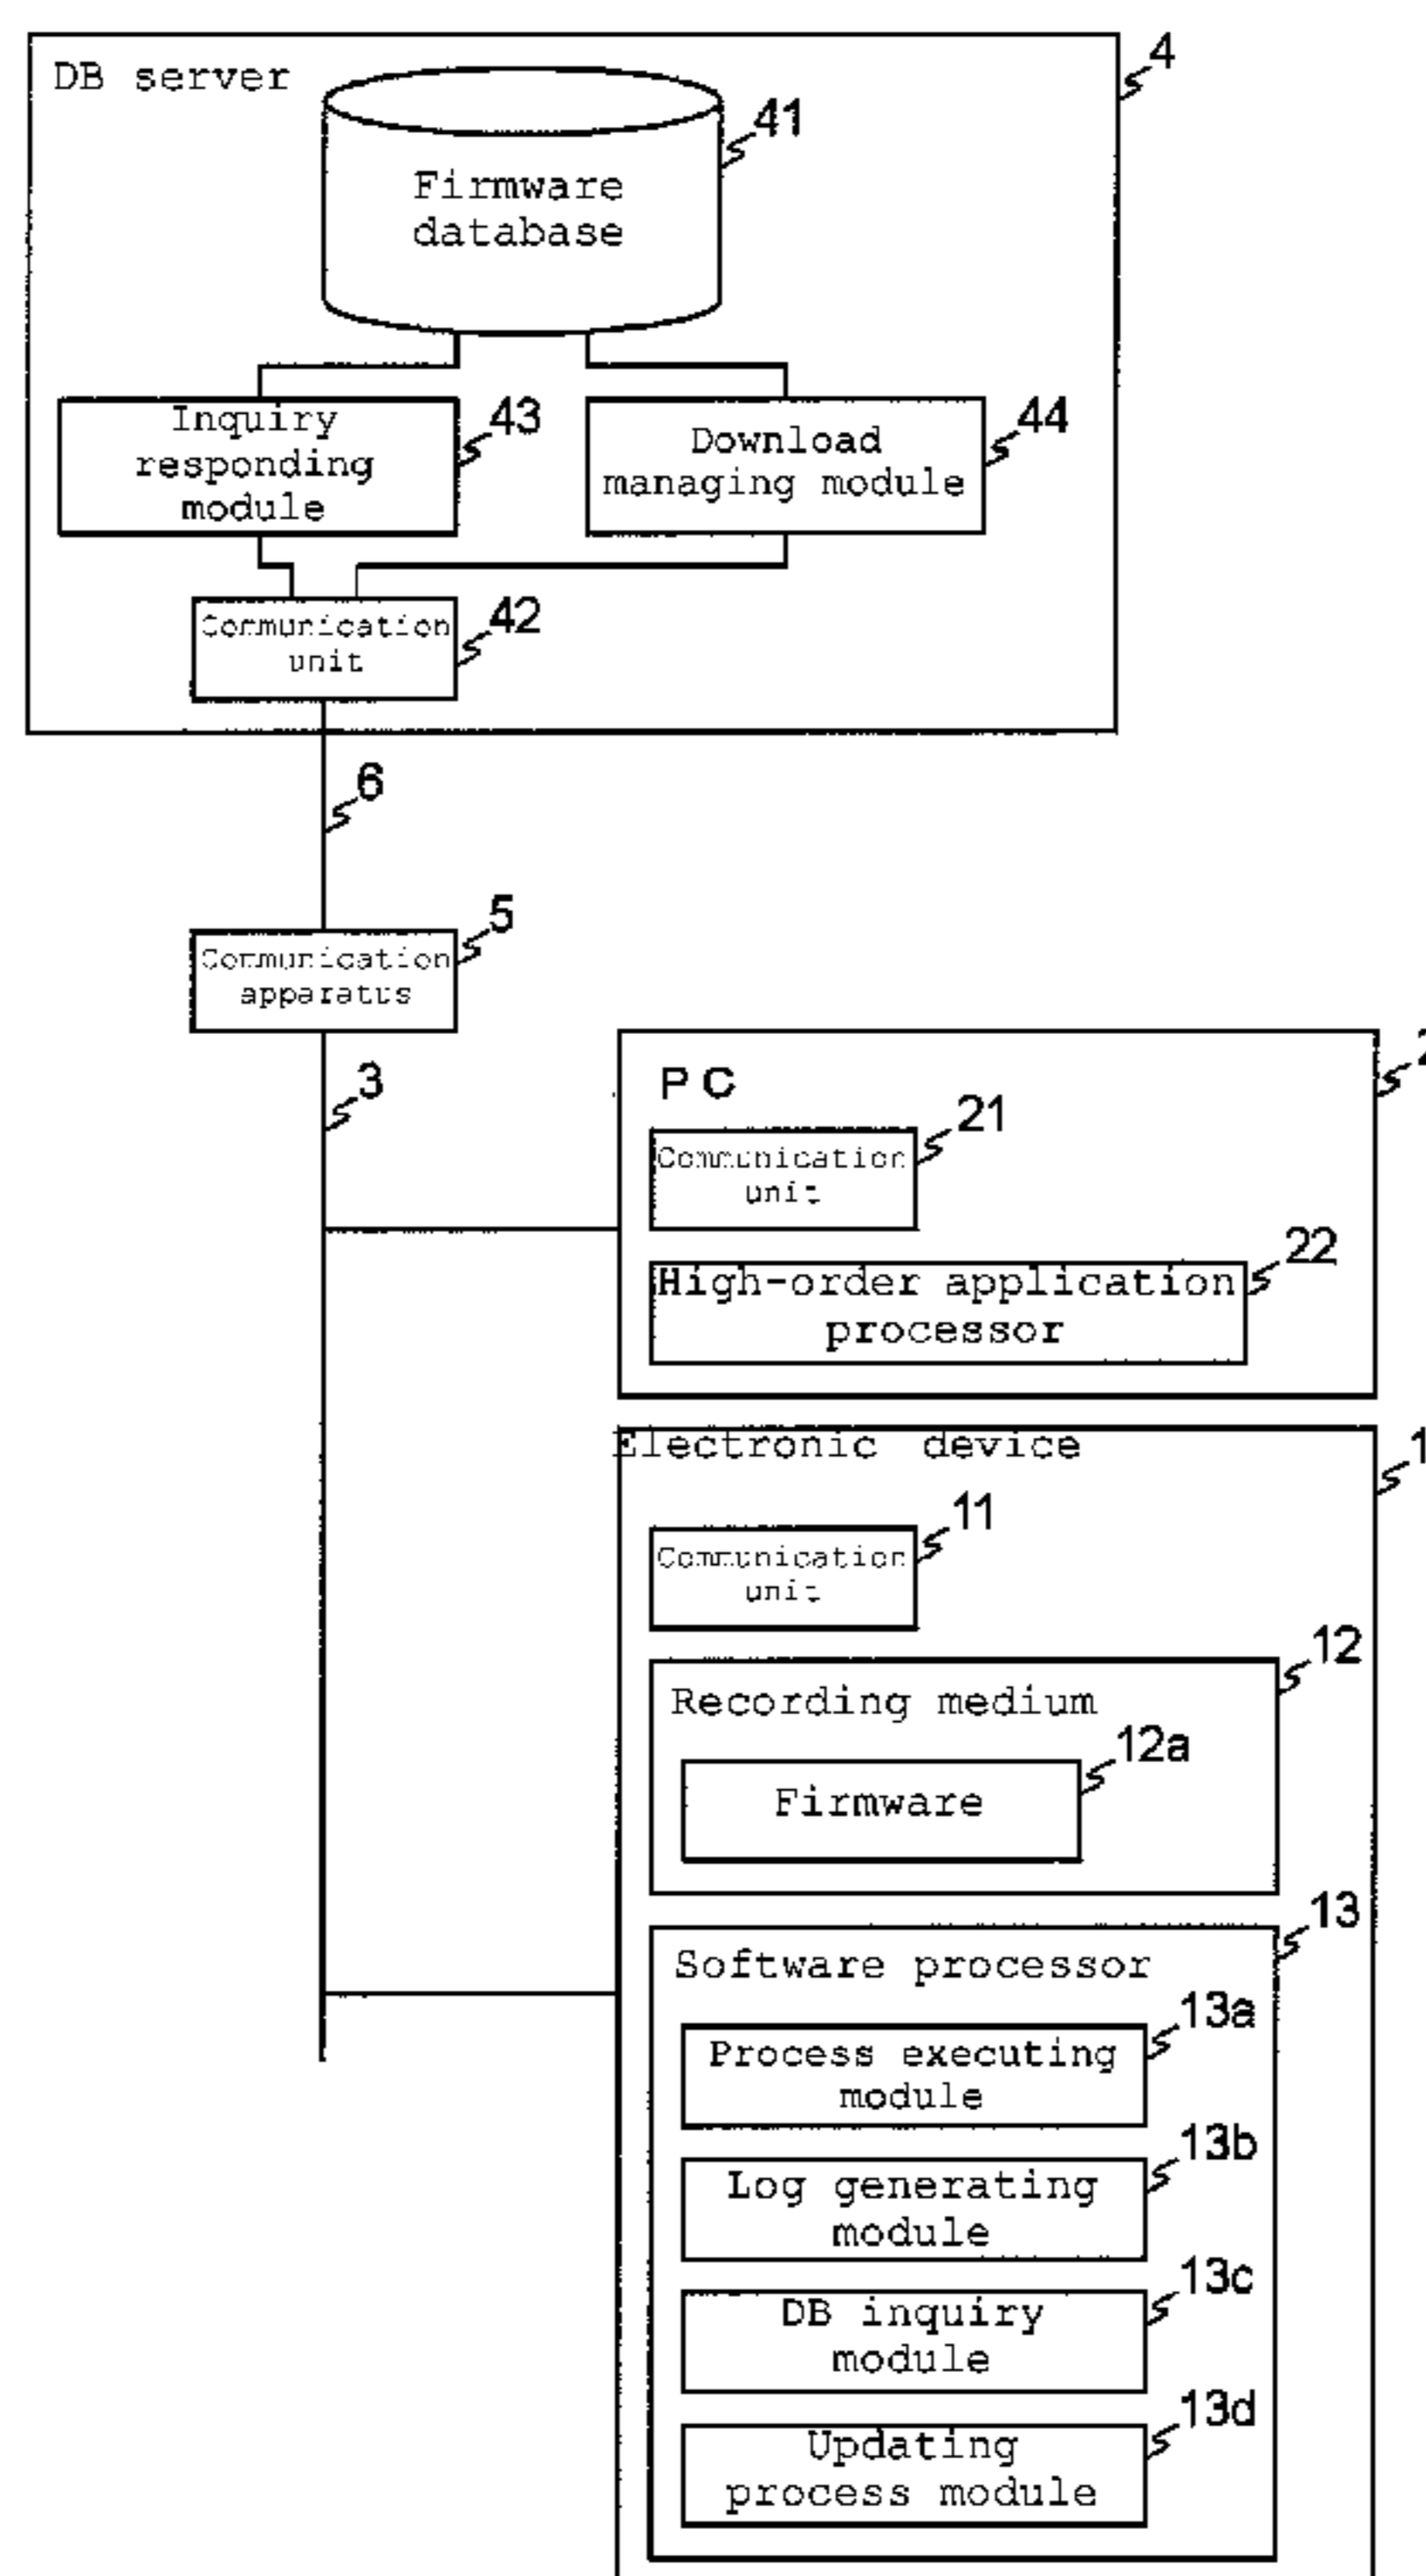 4
DB server
41
Firmware
database
43
Inquiry
responding
module
44
Download
managing module
42
Communication
unit
6
5
Communication
apparatus
3
2
PC
21
Communication
unit
22
High-order application
processor
1
Electronic device
11
Communication
unit
12
Recording medium
12a
Firmware
13
Software processor
13a
Process executing
module
13b
Log generating
module
13c
DB inquiry
module
13d
Updating
process module